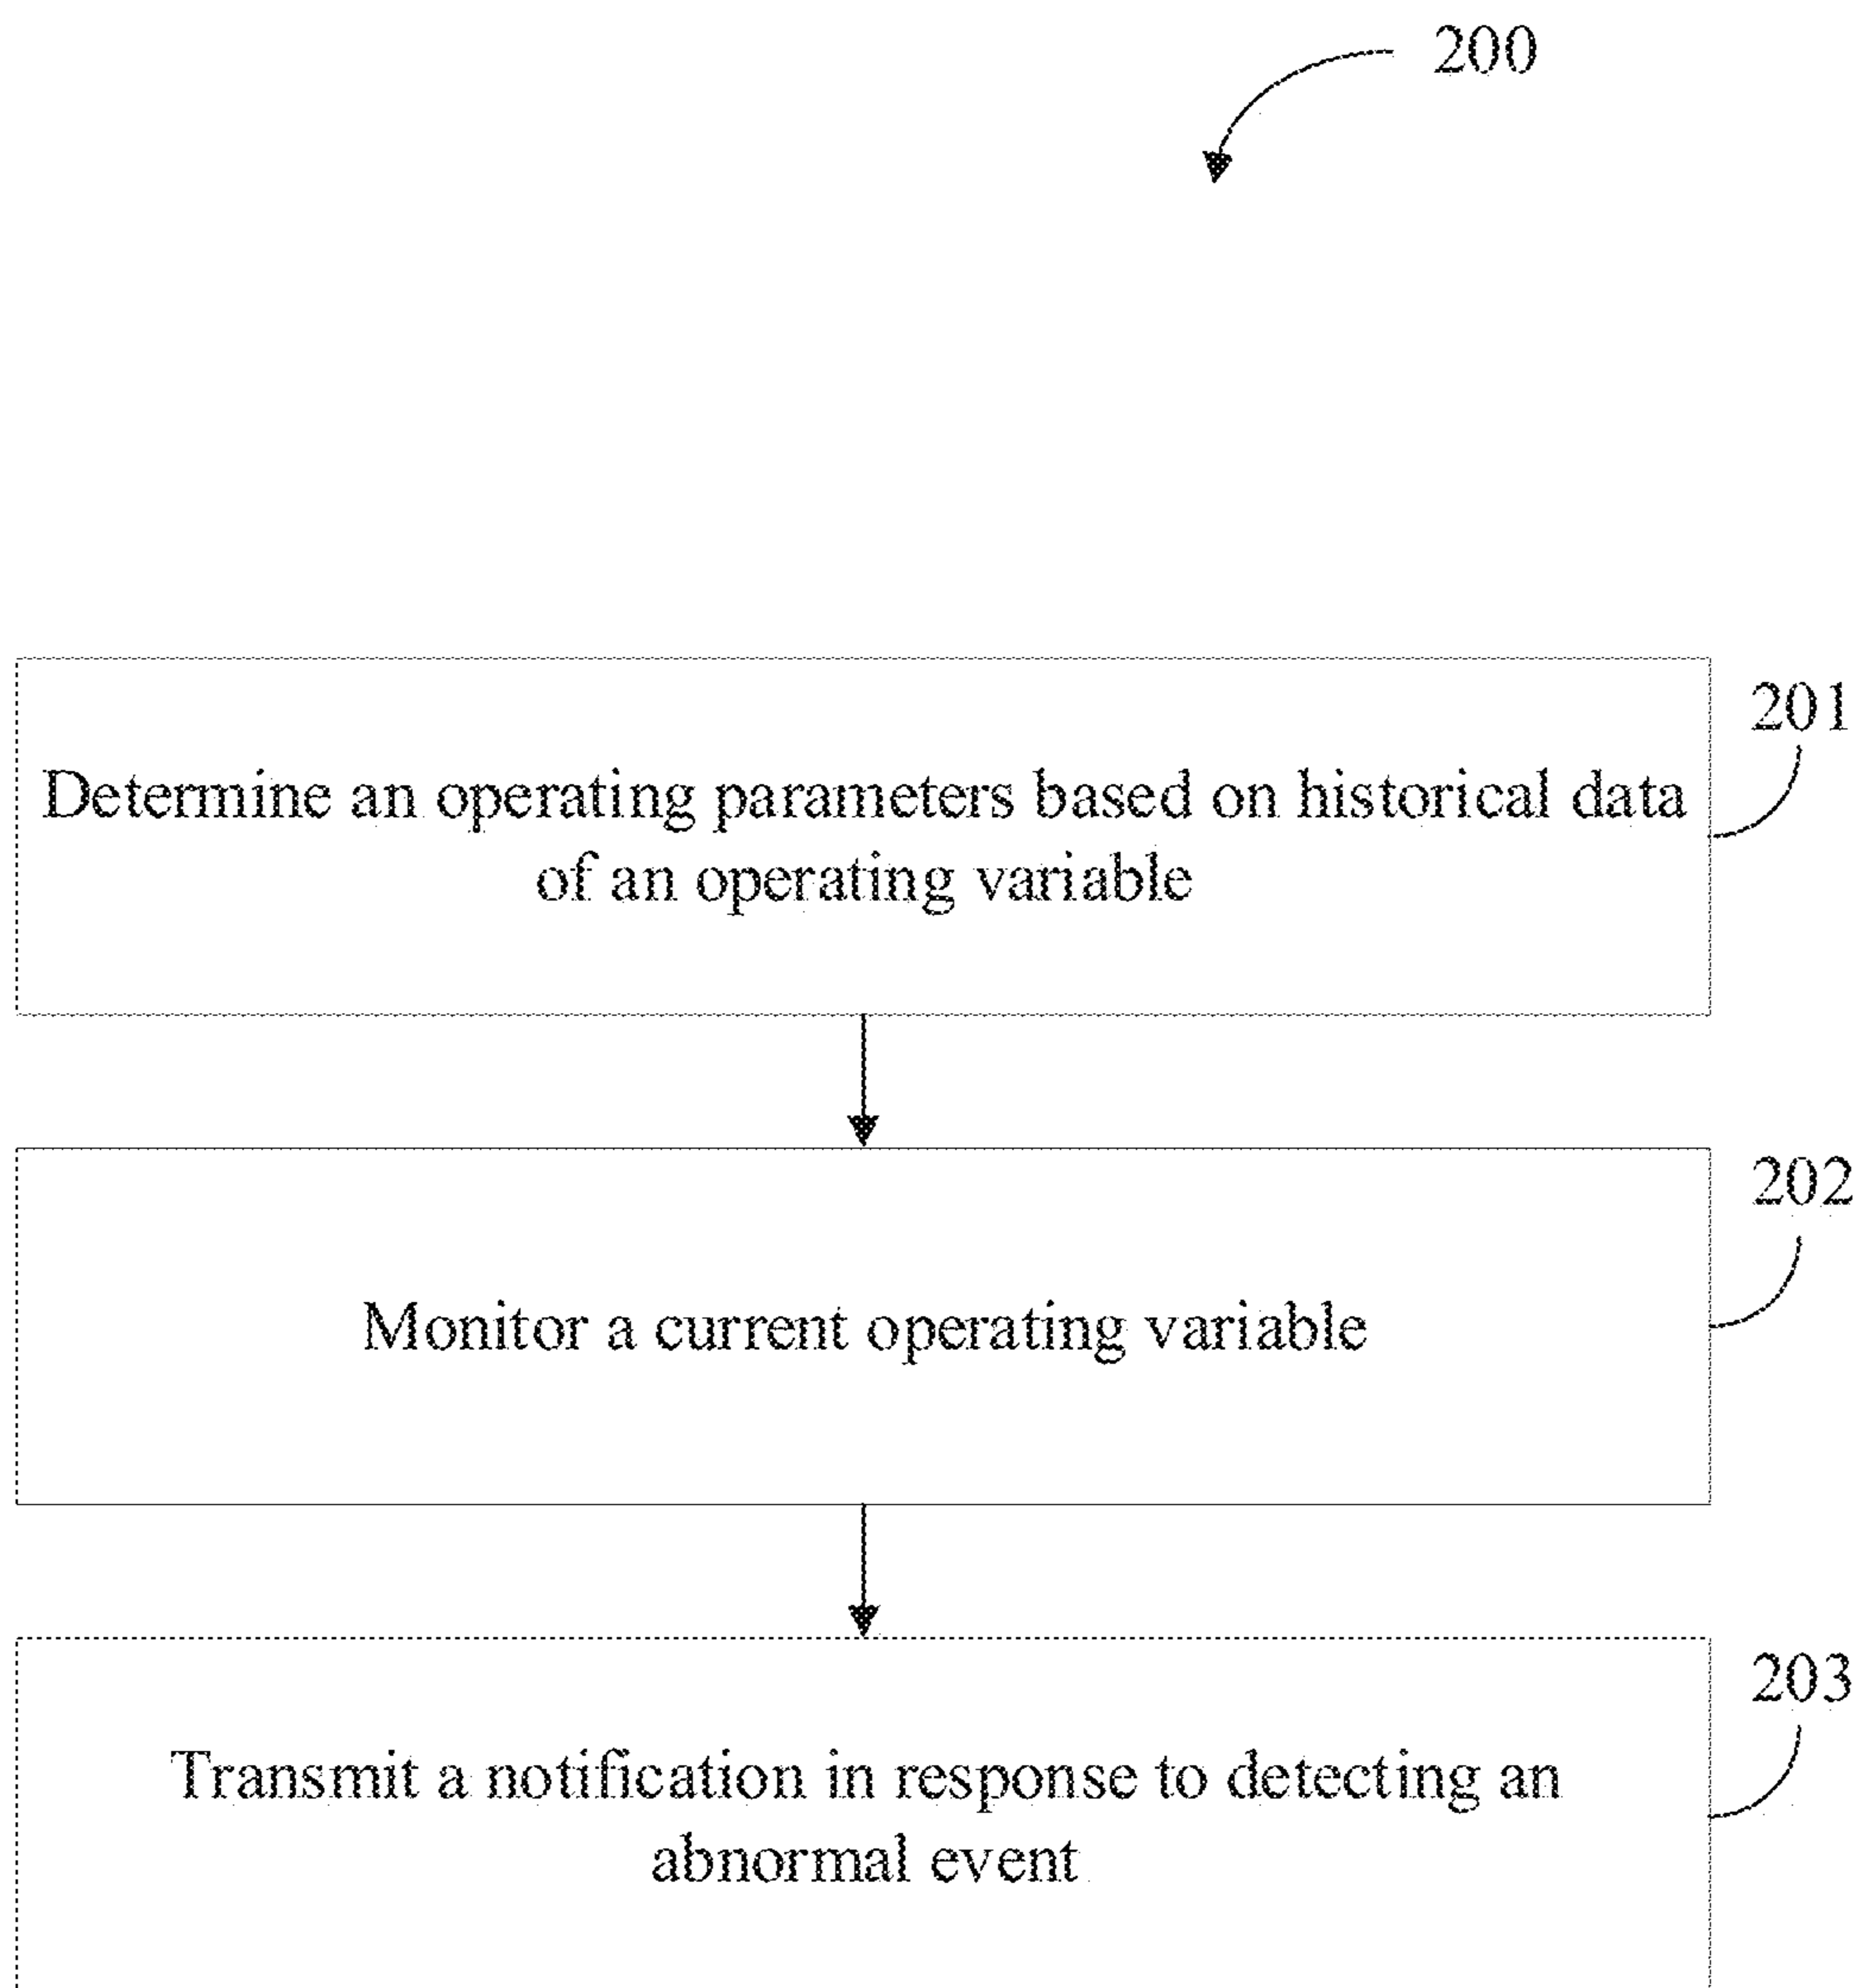 200
201
Determine an operating parameters based on historical data
of an operating variable
202
Monitor a current operating variable
203
Transmit a notification in response to detecting an
abnormal event